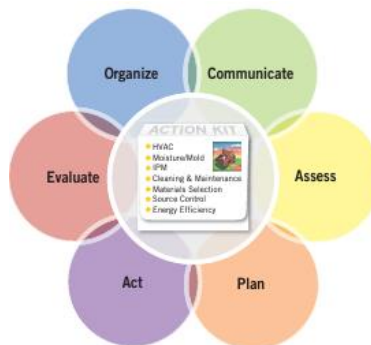 Organize
Communicate
Evaluate
Assess
ACTION KIT
HVAC
Moisture/Mold
IPM
Cleaning & Maintenance
Materials Selection
Source Control
Energy Efficiency
Act
Plan